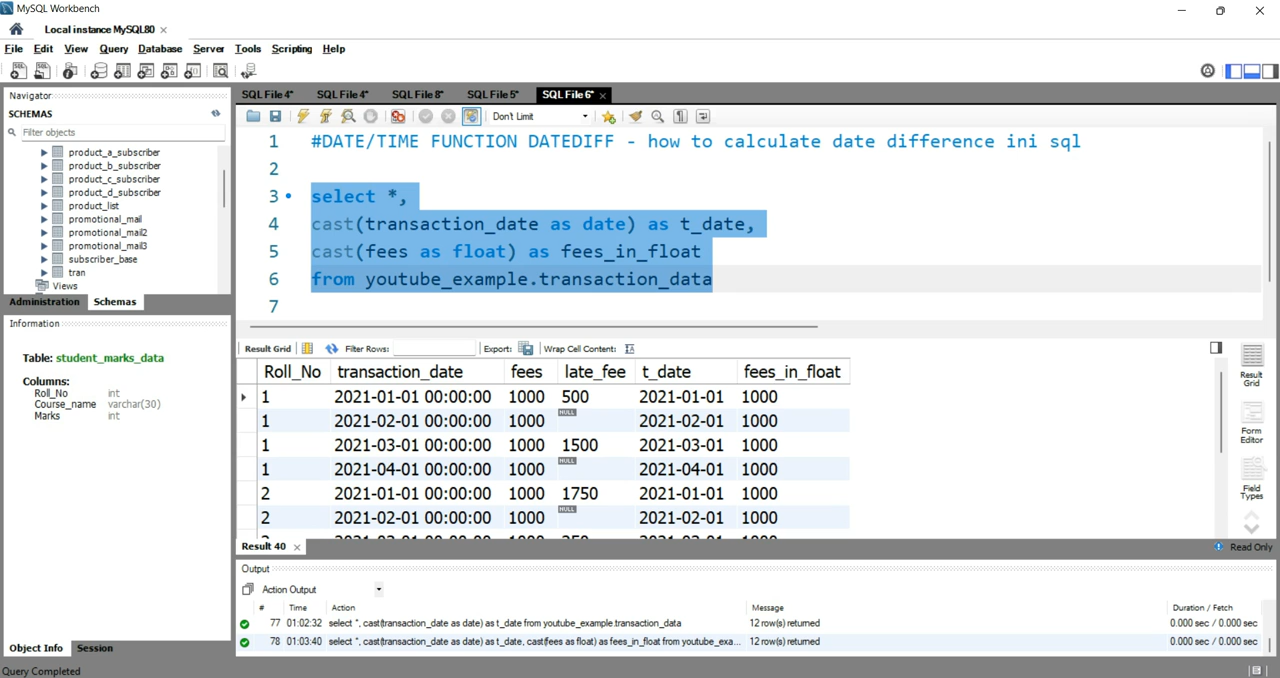 MySQL Workbench
Local instance MySQL80
File Edit View Query Database Server Tools Scripting Help
Navigator
SCHEMAS
Filter objects
product_a_subscriber
product_b_subscriber
product_c_subscriber
product_d_subscriber
product_list
promotional_mail
promotional_mail2
promotional_mail3
subscriber_base
tran
Views
Administration Schemas
Information
Table: student_marks_data
Columns:
Roll_No int
Course_name varchar(30)
Marks int
Object Info Session
Query Completed
SQL File 4* SQL File 4* SQL File 8* SQL File 5* SQL File 6*
Don't Limit
1 #DATE/TIME FUNCTION DATEDIFF - how to calculate date difference ini sql
2
3 select *,
4 cast(transaction_date as date) as t_date,
5 cast(fees as float) as fees_in_float
6 from youtube_example.transaction_data
7
Result Grid Filter Rows: Export: Wrap Cell Content:
Roll_No transaction_date fees late_fee t_date fees_in_float
1 2021-01-01 00:00:00 1000 500 2021-01-01 1000
1 2021-02-01 00:00:00 1000 NULL 2021-02-01 1000
1 2021-03-01 00:00:00 1000 1500 2021-03-01 1000
1 2021-04-01 00:00:00 1000 NULL 2021-04-01 1000
2 2021-01-01 00:00:00 1000 1750 2021-01-01 1000
2 2021-02-01 00:00:00 1000 NULL 2021-02-01 1000
Result Grid
Form Editor
Field Types
Result 40
Read Only
Output
Action Output
# Time Action Message Duration / Fetch
77 01:02:32 select *, cast(transaction_date as date) as t_date from youtube_example.transaction_data 12 row(s) returned 0.000 sec / 0.000 sec
78 01:03:40 select *, cast(transaction_date as date) as t_date, cast(fees as float) as fees_in_float from youtube_exa... 12 row(s) returned 0.000 sec / 0.000 sec